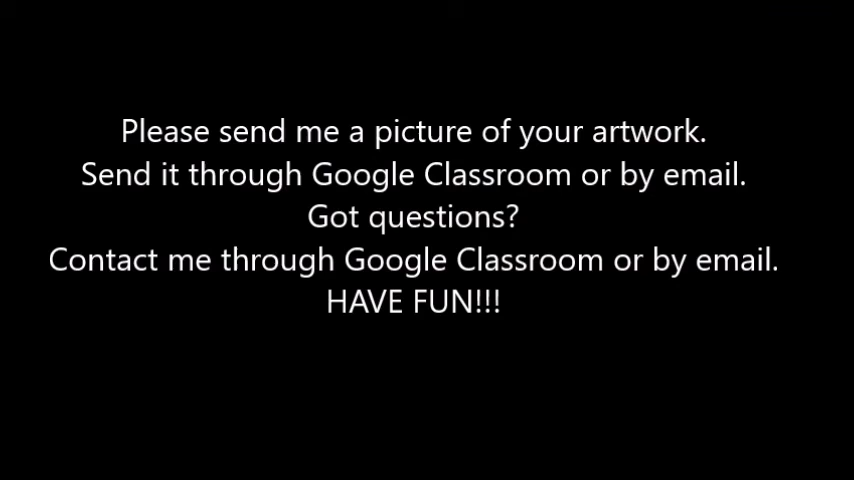 Please send me a picture of your artwork.
Send it through Google Classroom or by email.
Got questions?
Contact me through Google Classroom or by email.
HAVE FUN!!!